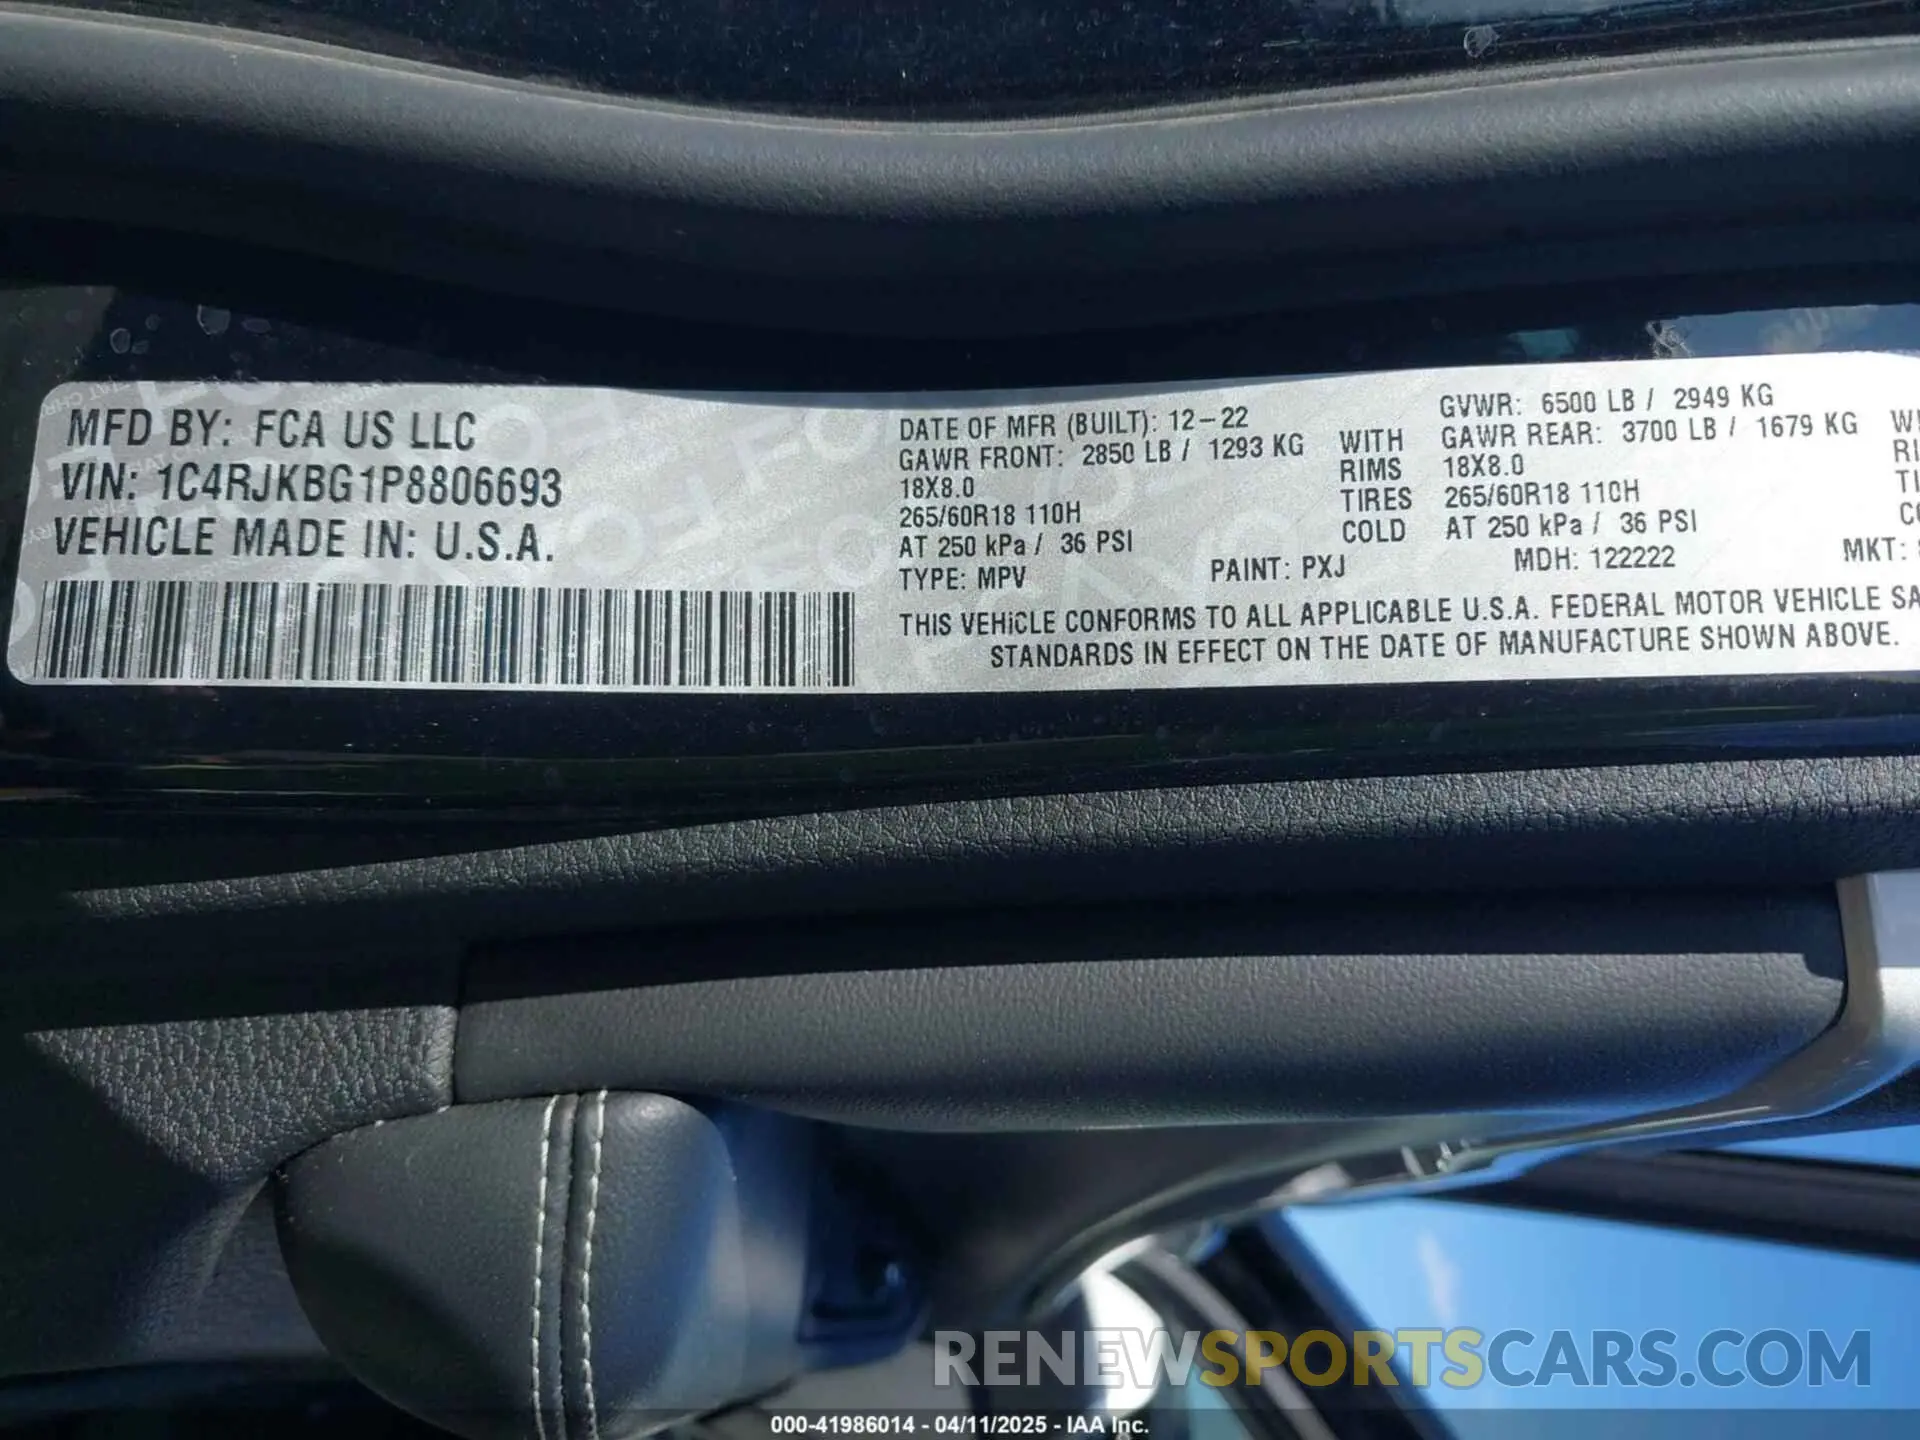 MFD BY: FCA US LLC
VIN: 1C4RJKBG1P8806693
VEHICLE MADE IN: U.S.A.
DATE OF MFR (BUILT): 12-22
GAWR FRONT: 2850 LB / 1293 KG
18X8.0
265/60R18 110H
AT 250 kPa / 36 PSI
TYPE: MPV
WITH
RIMS
TIRES
COLD
GVWR: 6500 LB / 2949 KG
GAWR REAR: 3700 LB / 1679 KG
18X8.0
265/60R18 110H
AT 250 kPa / 36 PSI
PAINT: PXJ
MDH: 122222
MKT:
THIS VEHICLE CONFORMS TO ALL APPLICABLE U.S.A. FEDERAL MOTOR VEHICLE SA
STANDARDS IN EFFECT ON THE DATE OF MANUFACTURE SHOWN ABOVE.
RENEWSPORTSCARS.COM
000-41986014 - 04/11/2025 - IAA Inc.